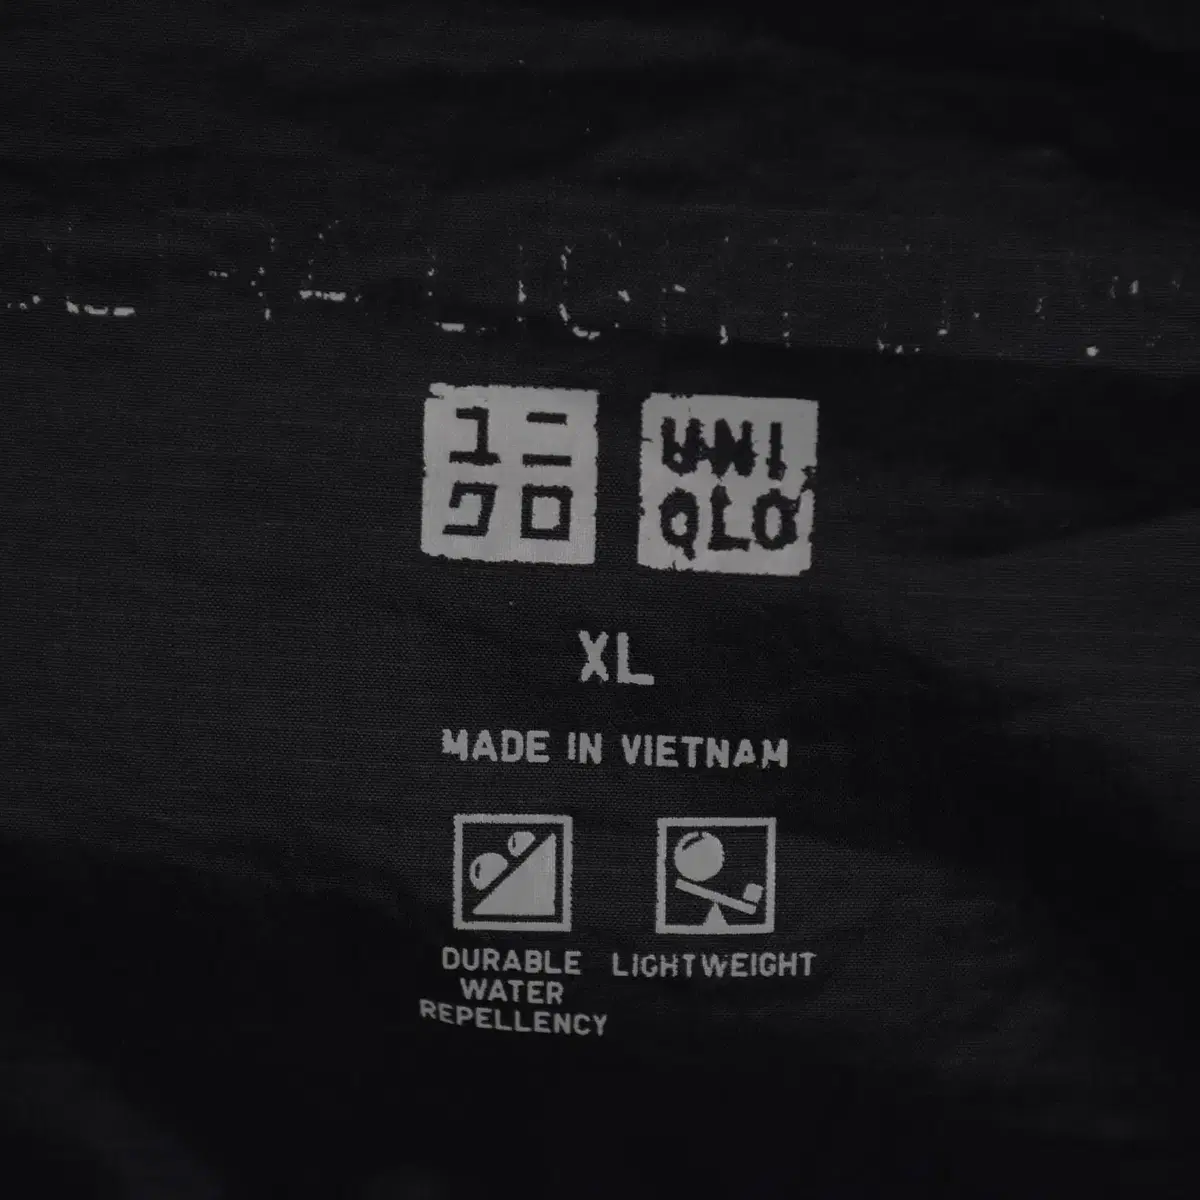 ユニ
クロ
UNI
QLO
XL
MADE IN VIETNAM
DURABLE
WATER
REPELLENCY
LIGHTWEIGHT